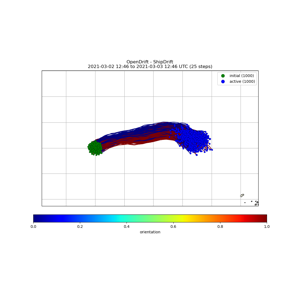 OpenDrift - ShipDrift
2021-03-02 12:46 to 2021-03-03 12:46 UTC (25 steps)
initial (1000)
active (1000)
0.0 0.2 0.4 0.6 0.8 1.0
orientation